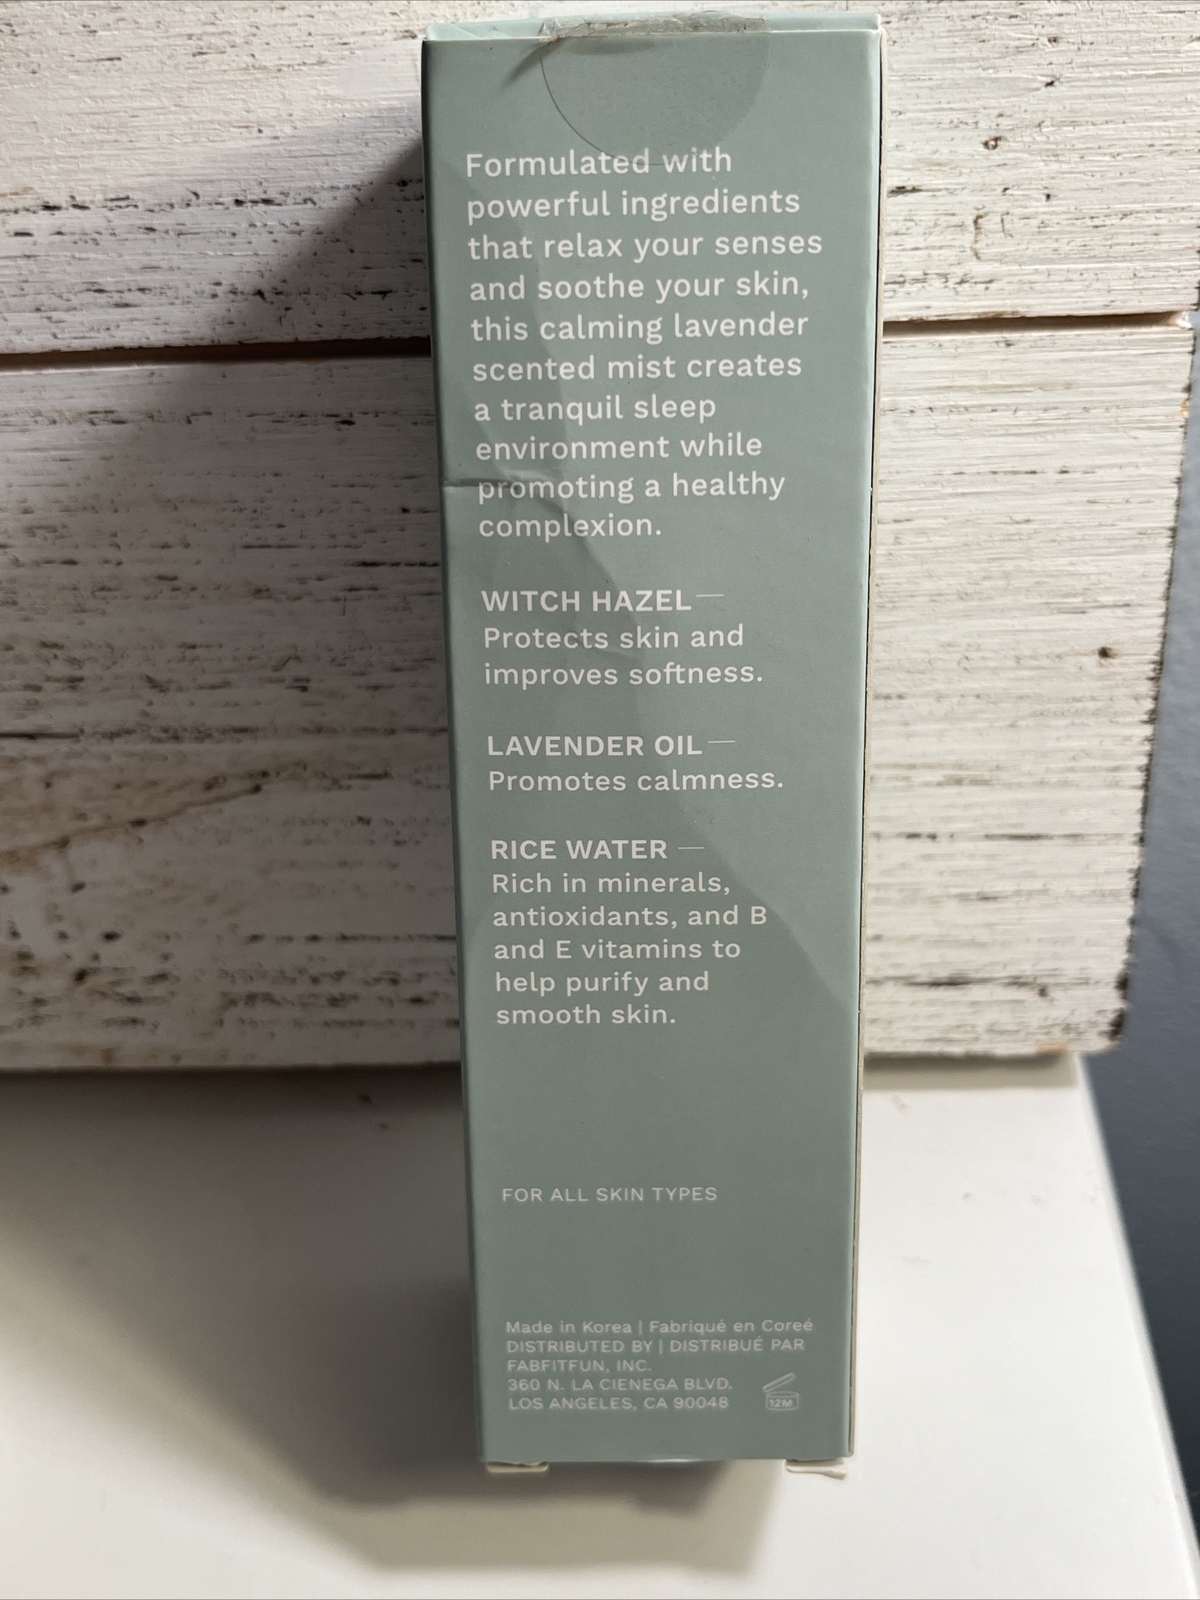 Formulated with
powerful ingredients
that relax your senses
and soothe your skin,
this calming lavender
scented mist creates
a tranquil sleep
environment while
promoting a healthy
complexion.
WITCH HAZEL —
Protects skin and
improves softness.
LAVENDER OIL —
Promotes calmness.
RICE WATER —
Rich in minerals,
antioxidants, and B
and E vitamins to
help purify and
smooth skin.
FOR ALL SKIN TYPES
Made in Korea | Fabriqué en Coreé
DISTRIBUTED BY | DISTRIBUÉ PAR
FABFITFUN, INC.
360 N. LA CIENEGA BLVD.
LOS ANGELES, CA 90048
12M